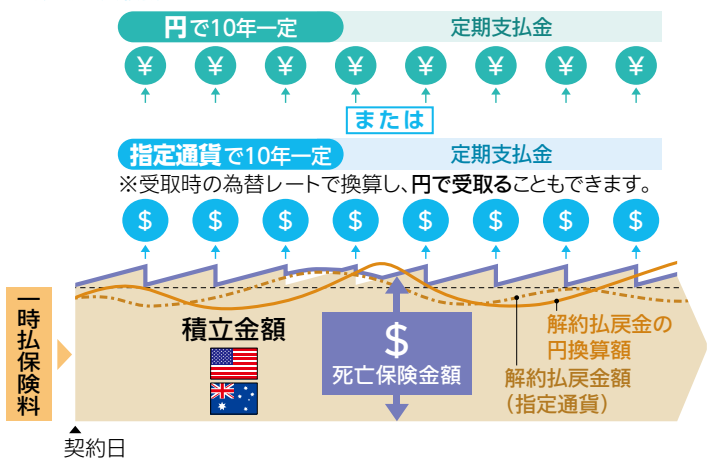 円で10年一定
定期支払金
¥ ¥ ¥ ¥ ¥ ¥ ¥ ¥
または
指定通貨で10年一定
定期支払金
※受取時の為替レートで換算し、円で受取ることもできます。
$ $ $ $ $ $ $ $
一時払保険料
積立金額
$
死亡保険金額
解約払戻金の
円換算額
解約払戻金額
（指定通貨）
契約日